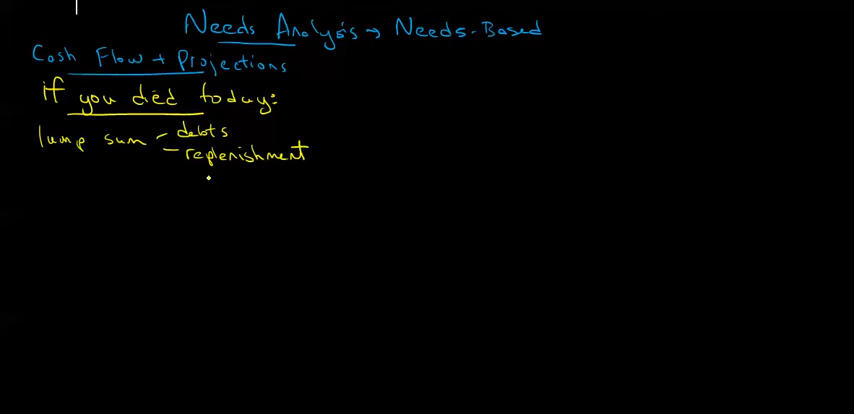 Needs Analysis → Needs-Based
Cash Flow + Projections
if you died today:
lump sum - debts
- replenishment